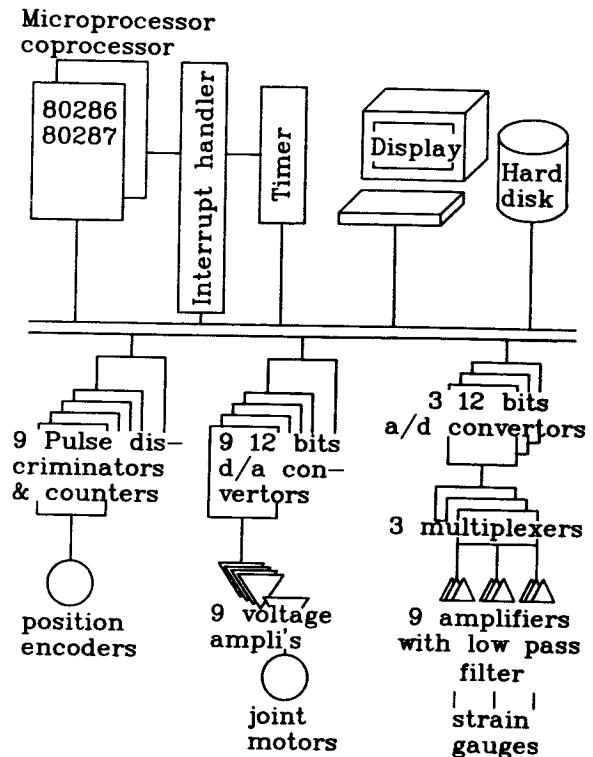 Microprocessor
coprocessor
80286
80287
Interrupt handler
Timer
Display
Hard
disk
9 Pulse dis-
criminators
& counters
position
encoders
9 12 bits
d/a con-
vertors
9 voltage
ampli's
joint
motors
3 12 bits
a/d convertors
3 multiplexers
9 amplifiers
with low pass
filter
strain
gauges